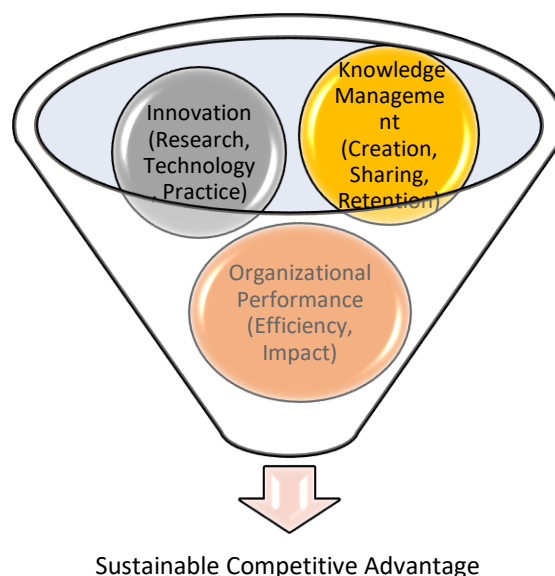 Innovation
(Research,
Technology
, Practice)
Knowledge
Manageme
nt
(Creation,
Sharing,
Retention)
Organizational
Performance
(Efficiency,
Impact)
Sustainable Competitive Advantage